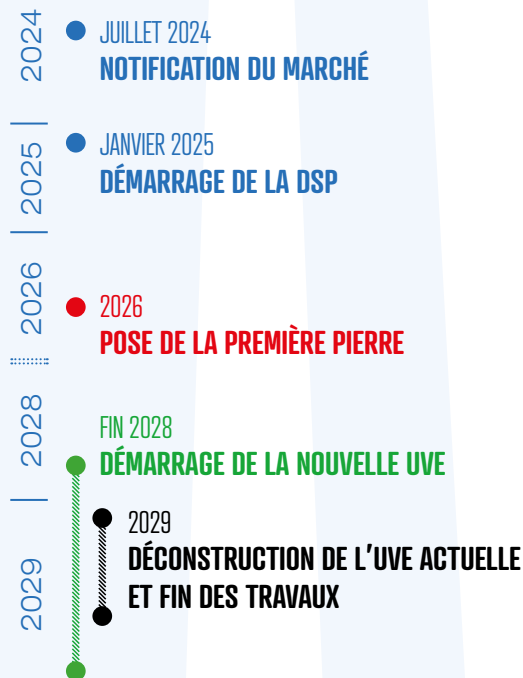 2024
JUILLET 2024
NOTIFICATION DU MARCHÉ
2025
JANVIER 2025
DÉMARRAGE DE LA DSP
2026
2026
POSE DE LA PREMIÈRE PIERRE
2028
FIN 2028
DÉMARRAGE DE LA NOUVELLE UVE
2029
2029
DÉCONSTRUCTION DE L'UVE ACTUELLE
ET FIN DES TRAVAUX